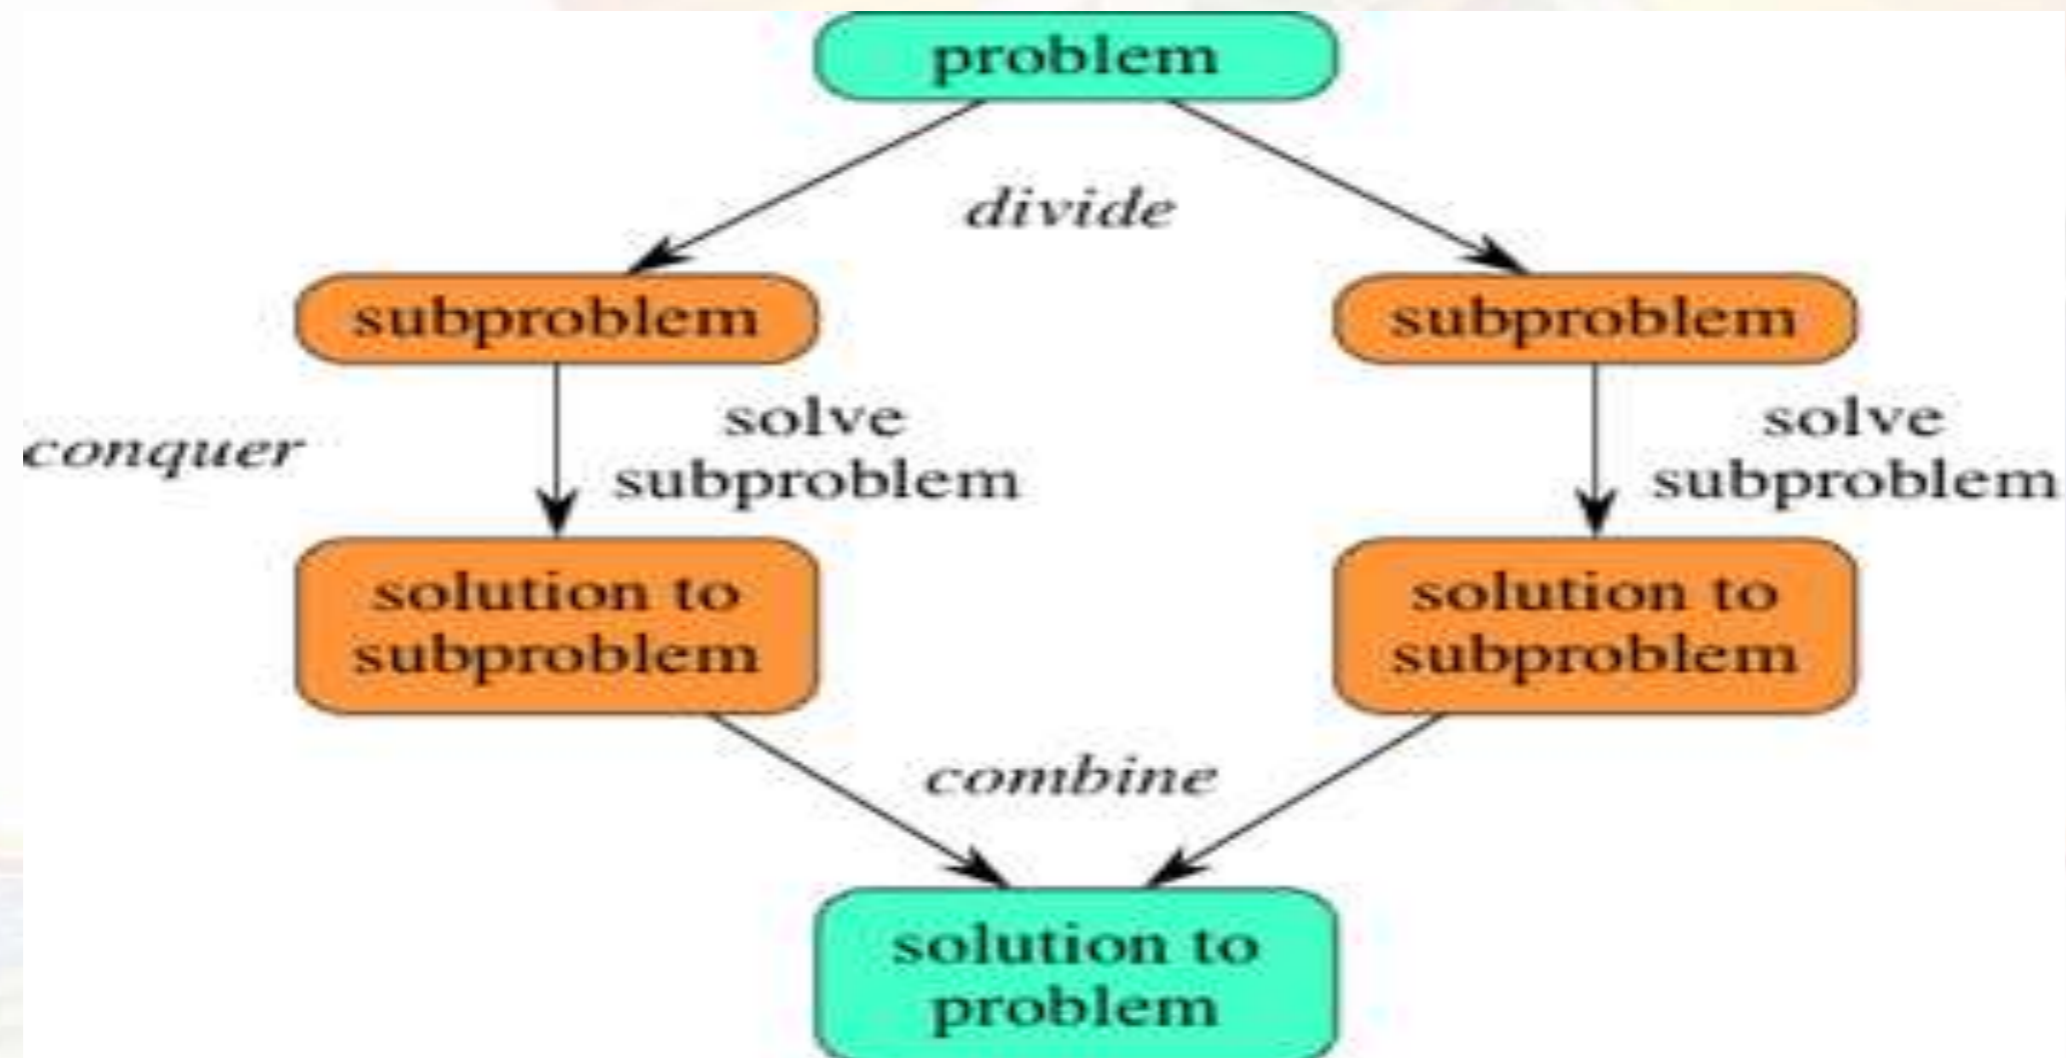 problem
divide
subproblem
subproblem
conquer
solve
subproblem
solve
subproblem
solution to
subproblem
solution to
subproblem
combine
solution to
problem